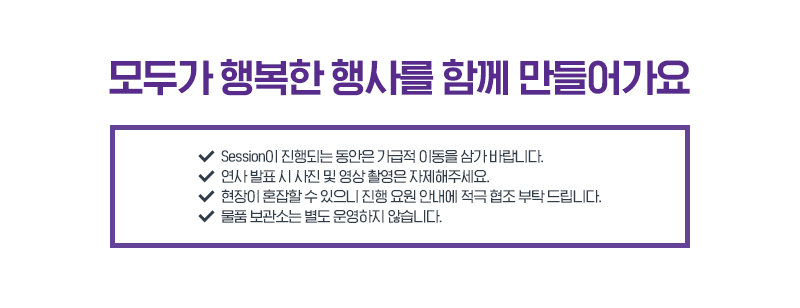 모두가 행복한 행사를 함께 만들어가요
Session이 진행되는 동안은 가급적 이동을 삼가 바랍니다.
연사 발표 시 사진 및 영상 촬영은 자제해주세요.
현장이 혼잡할 수 있으니 진행 요원 안내에 적극 협조 부탁 드립니다.
물품 보관소는 별도 운영하지 않습니다.